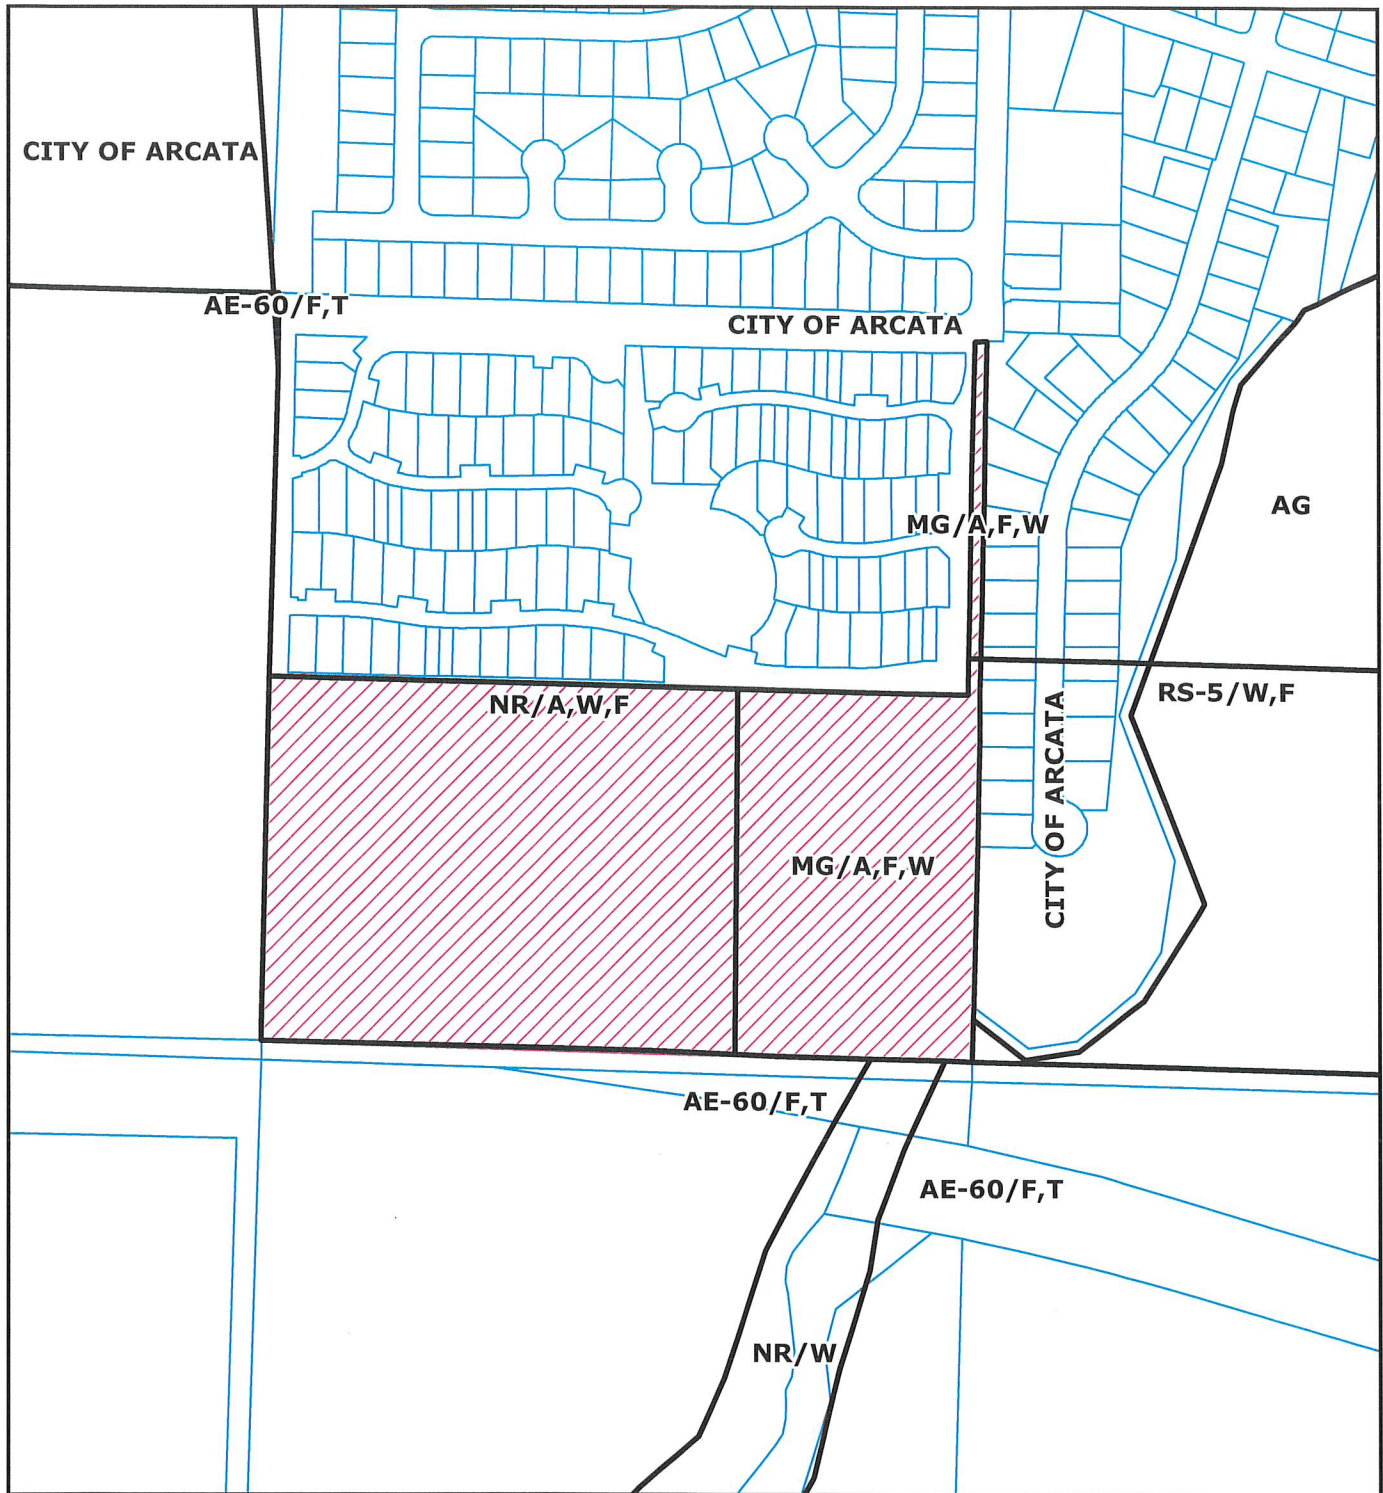 CITY OF ARCATA
AE-60/F,T
CITY OF ARCATA
MG/A,F,W
AG
RS-5/W,F
NR/A,W,F
CITY OF ARCATA
MG/A,F,W
AE-60/F,T
AE-60/F,T
NR/W